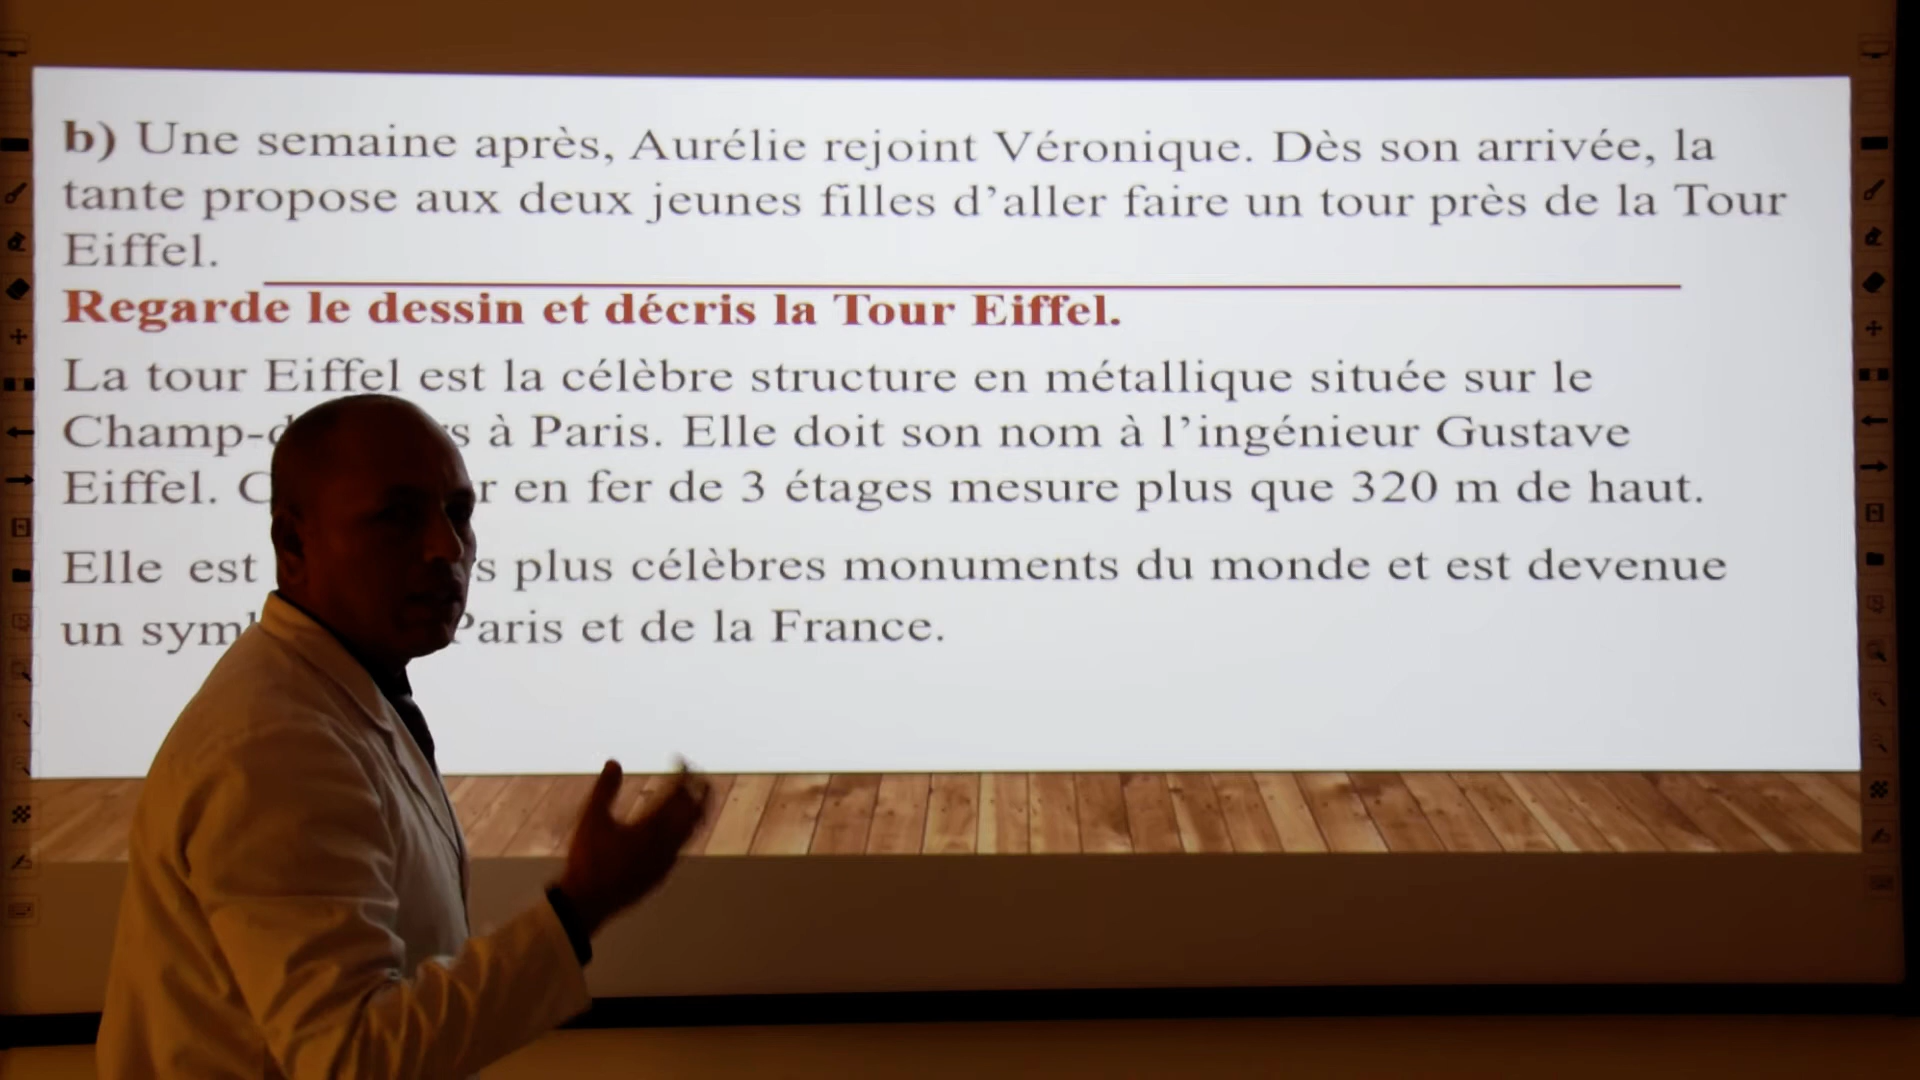 b) Une semaine après, Aurélie rejoint Véronique. Dès son arrivée, la
tante propose aux deux jeunes filles d’aller faire un tour près de la Tour
Eiffel.
Regarde le dessin et décris la Tour Eiffel.
La tour Eiffel est la célèbre structure en métallique située sur le
à Paris. Elle doit son nom à l’ingénieur Gustave
Eiffel. en fer de 3 étages mesure plus que 320 m de haut.
Elle est plus célèbres monuments du monde et est devenue
un Paris et de la France.